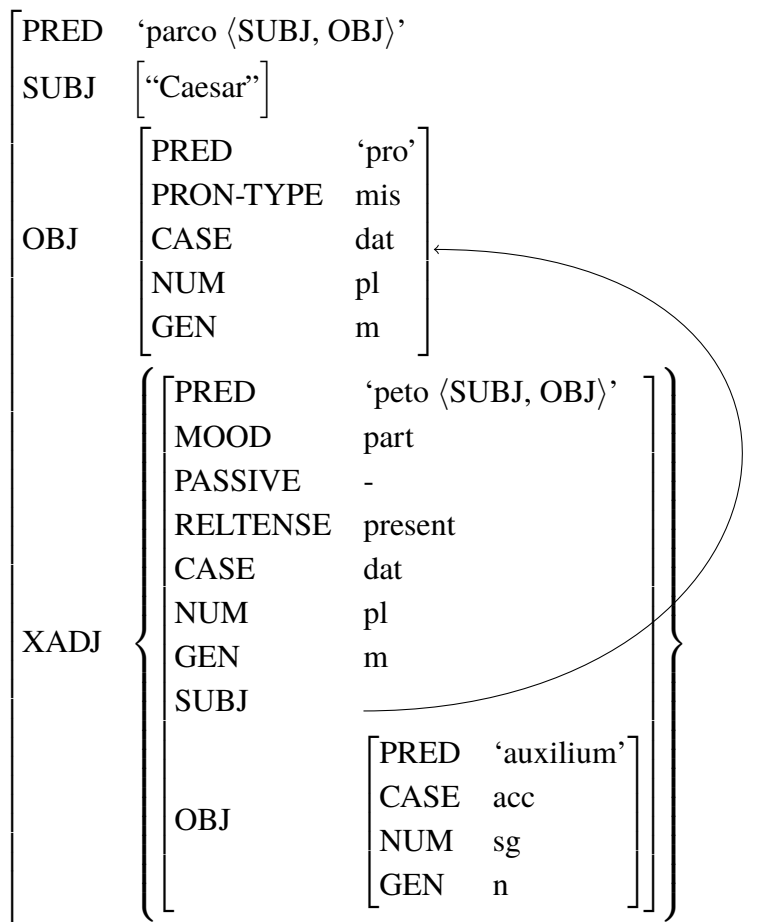 PRED ‘parco ⟨SUBJ, OBJ⟩’
SUBJ [“Caesar”]
PRED ‘pro’
PRON-TYPE mis
OBJ CASE dat
NUM pl
GEN m
PRED ‘peto ⟨SUBJ, OBJ⟩’
MOOD part
PASSIVE -
RELTENSE present
CASE dat
NUM pl
XADJ GEN m
SUBJ
PRED ‘auxilium’
CASE acc
OBJ NUM sg
GEN n